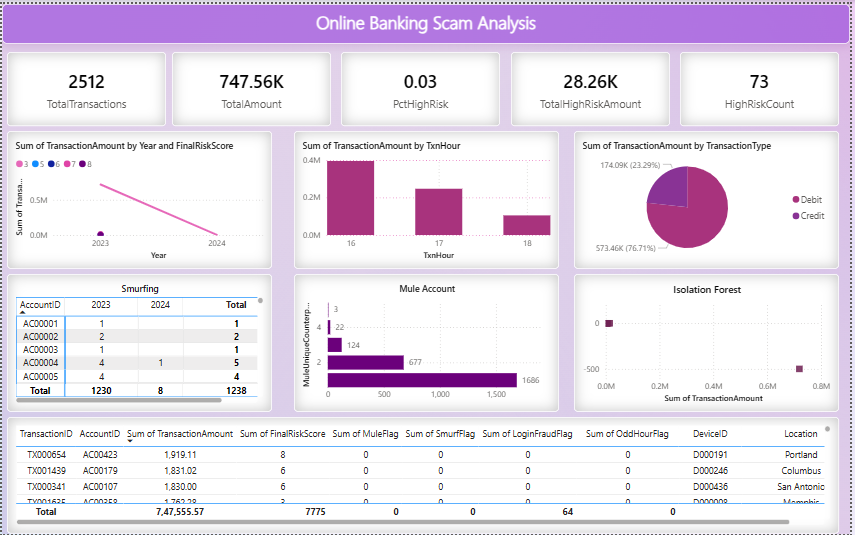 Online Banking Scam Analysis
2512
TotalTransactions
747.56K
TotalAmount
0.03
PctHighRisk
28.26K
TotalHighRiskAmount
73
HighRiskCount
Sum of TransactionAmount by Year and FinalRiskScore
3 5 6 7 8
Sum of Transa...
0.5M
0.0M
2023 2024
Year
Sum of TransactionAmount by TxnHour
0.4M
0.2M
0.0M
16 17 18
TxnHour
Sum of TransactionAmount by TransactionType
174.09K (23.29%)
573.46K (76.71%)
Debit
Credit
Smurfing
AccountID 2023 2024 Total
AC00001 1 1
AC00002 2 2
AC00003 1 1
AC00004 4 1 5
AC00005 4 4
Total 1230 8 1238
Mule Account
MuleUniqueCounterp...
3
4 22
124
2 677
1686
0 500 1,000 1,500
Isolation Forest
0
-500
0.0M 0.2M 0.4M 0.6M 0.8M
Sum of TransactionAmount
TransactionID AccountID Sum of TransactionAmount Sum of FinalRiskScore Sum of MuleFlag Sum of SmurfFlag Sum of LoginFraudFlag Sum of OddHourFlag DeviceID Location
TX000654 AC00423 1,919.11 8 0 0 0 0 D000191 Portland
TX001439 AC00179 1,831.02 6 0 0 0 0 D000246 Columbus
TX000341 AC00107 1,830.00 6 0 0 0 0 D000436 San Antonio
TX001635 AC00358 1,762.28 3 0 0 0 0 D000098 Memphis
Total 7,47,555.57 7775 0 0 64 0